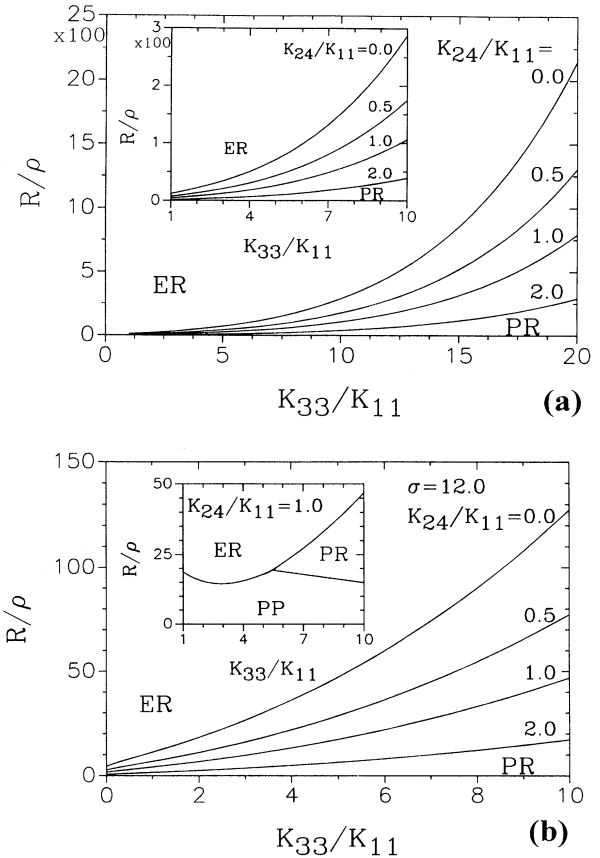 25
x100
20
15
10
5
0
R/ρ
3
x100
2
1
0
R/ρ
K24/K11=0.0
0.5
1.0
2.0
ER
PR
1 4 7 10
K33/K11
K24/K11=
0.0
0.5
1.0
2.0
ER
PR
0 5 10 15 20
K33/K11
(a)
150
100
50
0
R/ρ
50
25
0
R/ρ
K24/K11=1.0
ER
PR
PP
1 3 4 7 10
K33/K11
σ=12.0
K24/K11=0.0
0.5
1.0
2.0
ER
PR
0 2 4 6 8 10
K33/K11
(b)